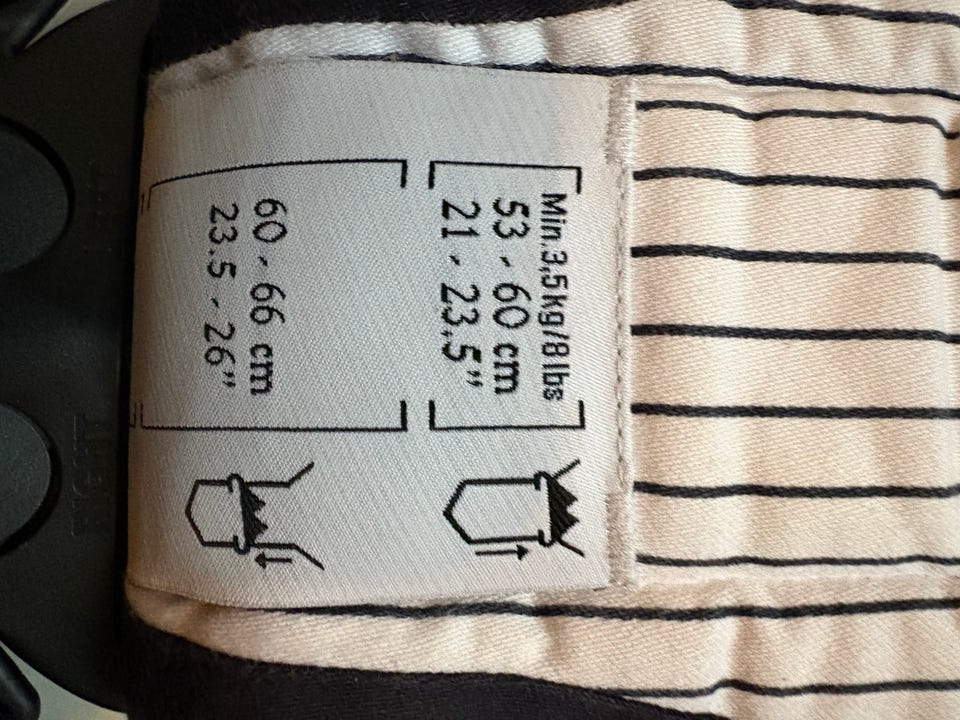 Min.3,5kg/8lbs
53 - 60 cm
21 - 23,5”
60 - 66 cm
23.5 - 26”